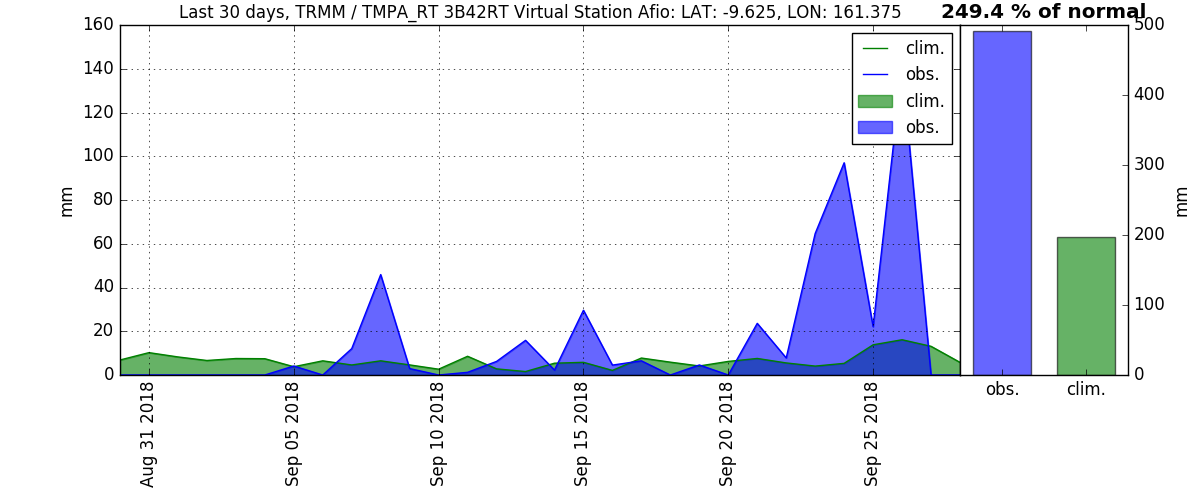 Last 30 days, TRMM / TMPA_RT 3B42RT Virtual Station Afio: LAT: -9.625, LON: 161.375
249.4 % of normal
160
140
120
100
80
60
40
20
0
mm
clim.
obs.
clim.
obs.
Aug 31 2018
Sep 05 2018
Sep 10 2018
Sep 15 2018
Sep 20 2018
Sep 25 2018
500
400
300
200
100
0
mm
obs.
clim.